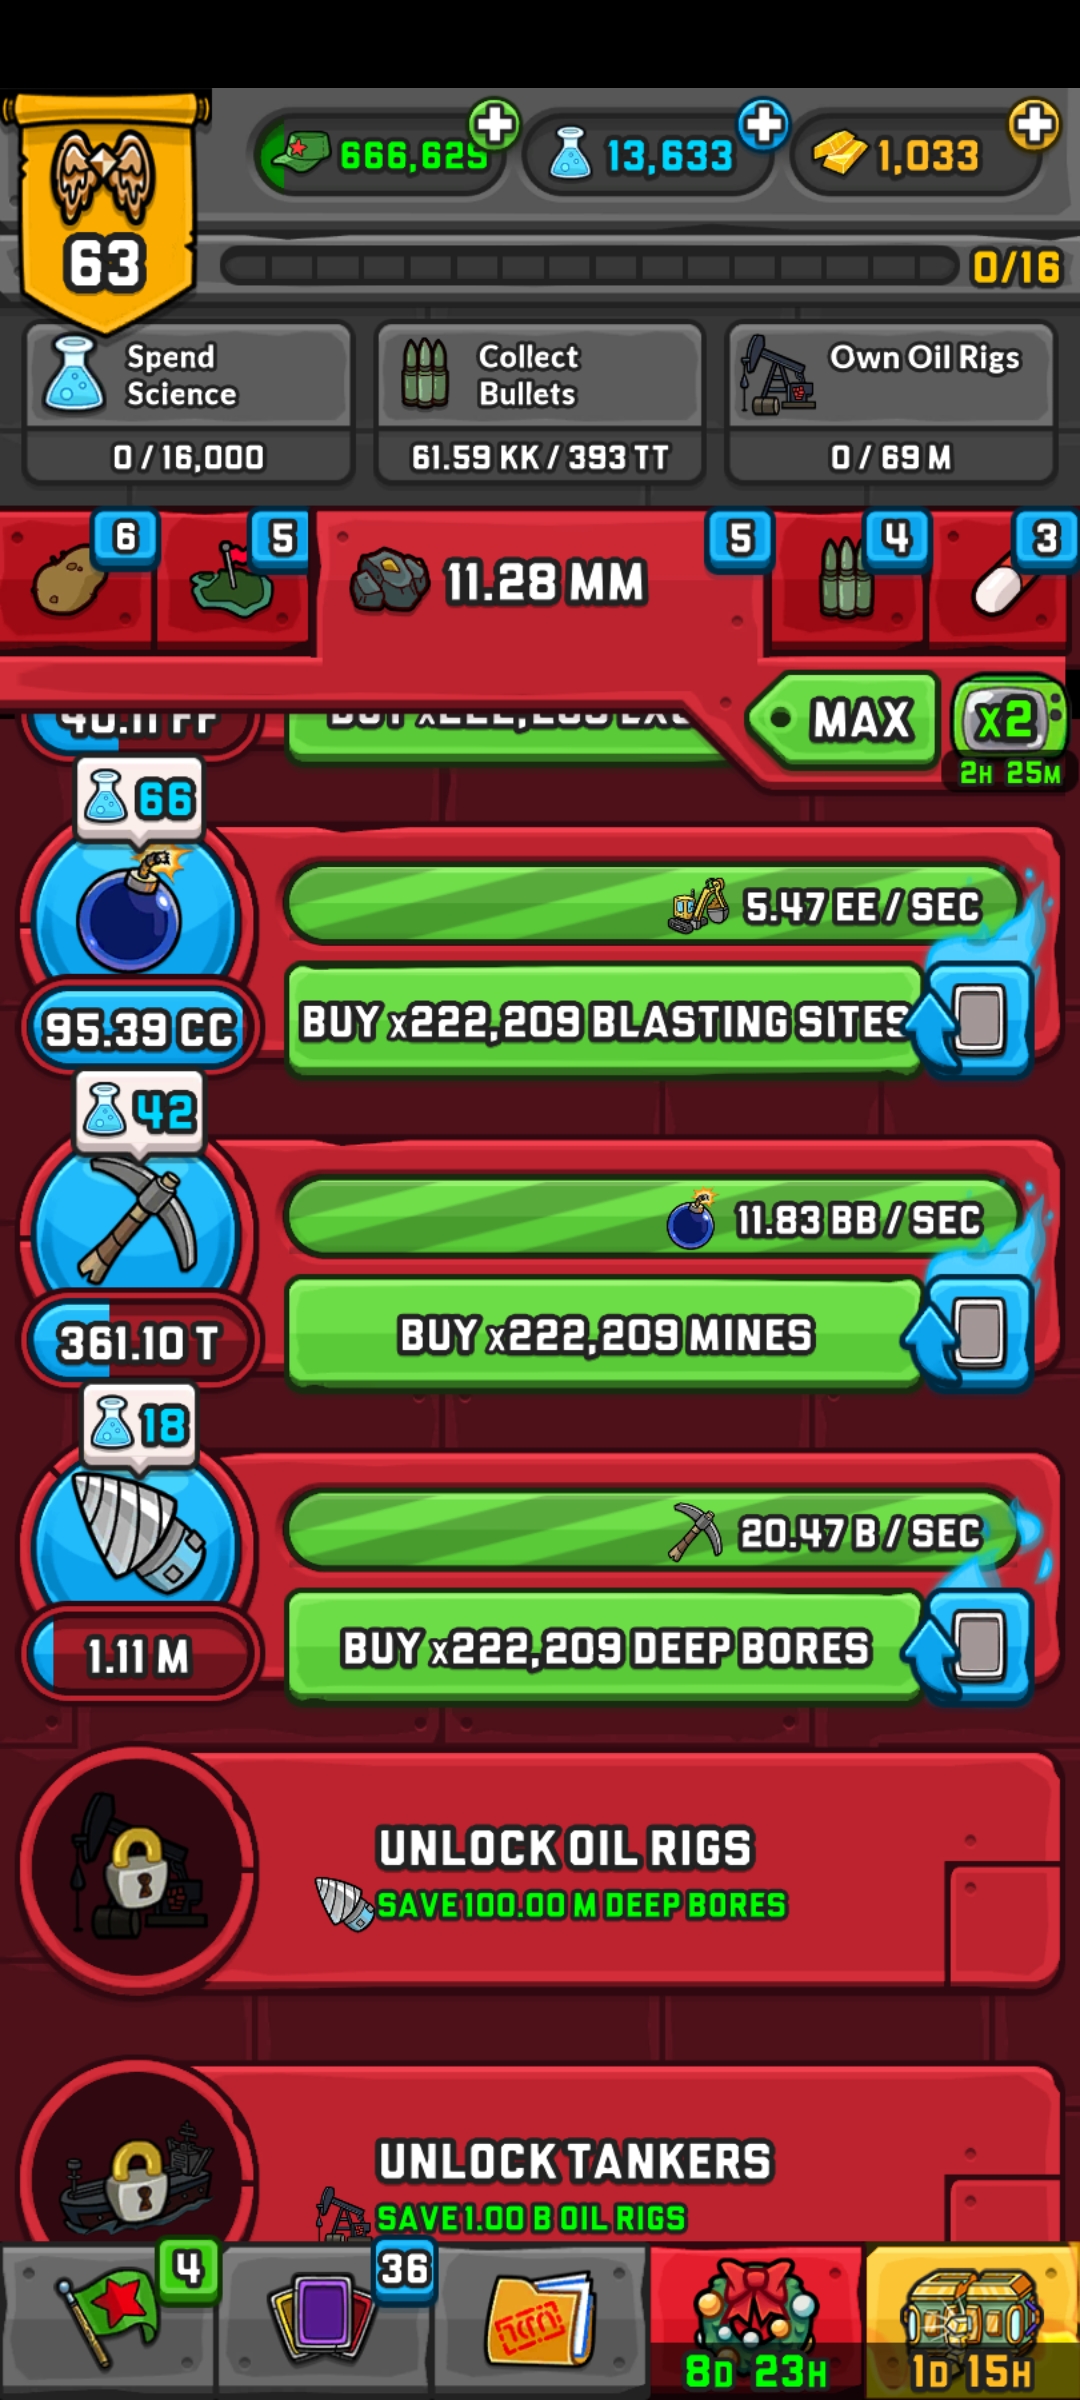 666,625
13,633
1,033
63
0/16
Spend
Science
0 / 16,000
Collect
Bullets
61.59 KK / 393 TT
Own Oil Rigs
0 / 69 M
6
5
11.28 MM
5
4
3
MAX
x2
2H 25M
66
5.47 EE / SEC
95.39 CC
BUY x222,209 BLASTING SITES
42
11.83 BB / SEC
361.10 T
BUY x222,209 MINES
18
20.47 B / SEC
1.11 M
BUY x222,209 DEEP BORES
UNLOCK OIL RIGS
SAVE 100.00 M DEEP BORES
UNLOCK TANKERS
SAVE 1.00 B OIL RIGS
4
36
8D 23H
1D 15H